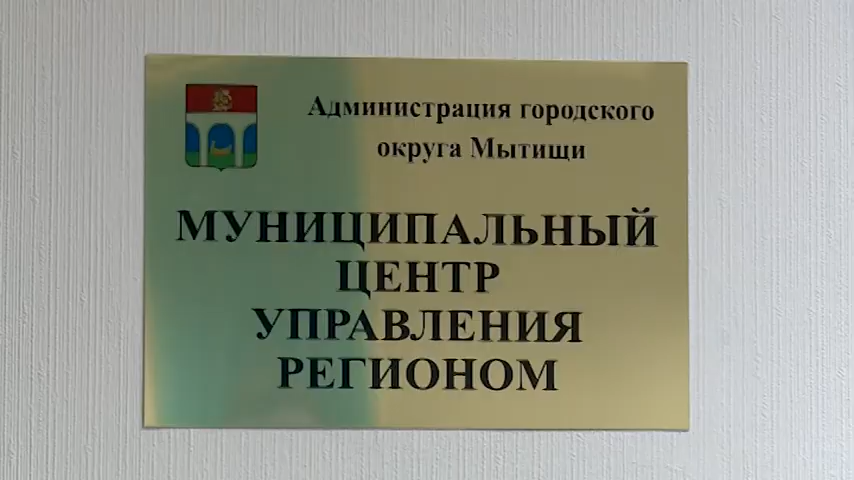 Администрация городского
округа Мытищи
МУНИЦИПАЛЬНЫЙ
ЦЕНТР
УПРАВЛЕНИЯ
РЕГИОНОМ